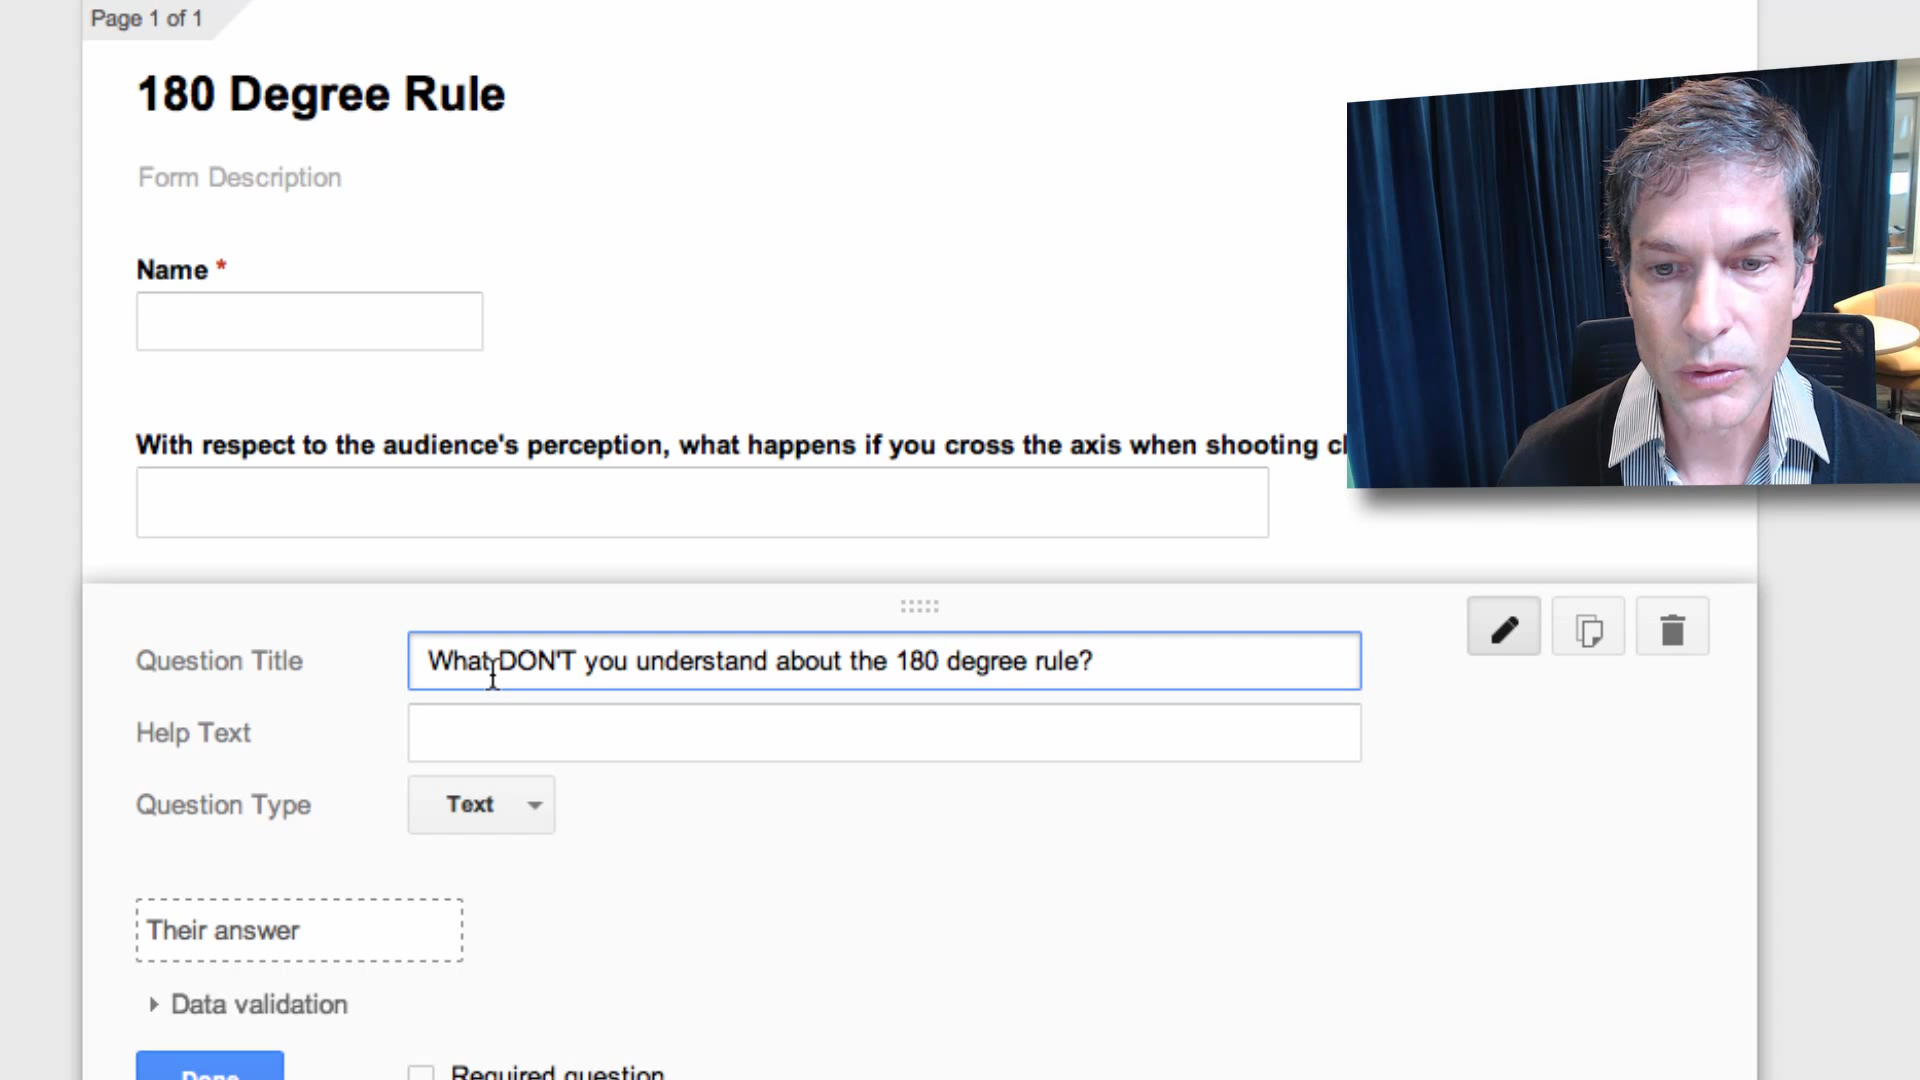 Page 1 of 1
180 Degree Rule
Form Description
Name *
With respect to the audience's perception, what happens if you cross the axis when shooting
Question Title
What DON'T you understand about the 180 degree rule?
Help Text
Question Type
Text
Their answer
Data validation
Done
Required question